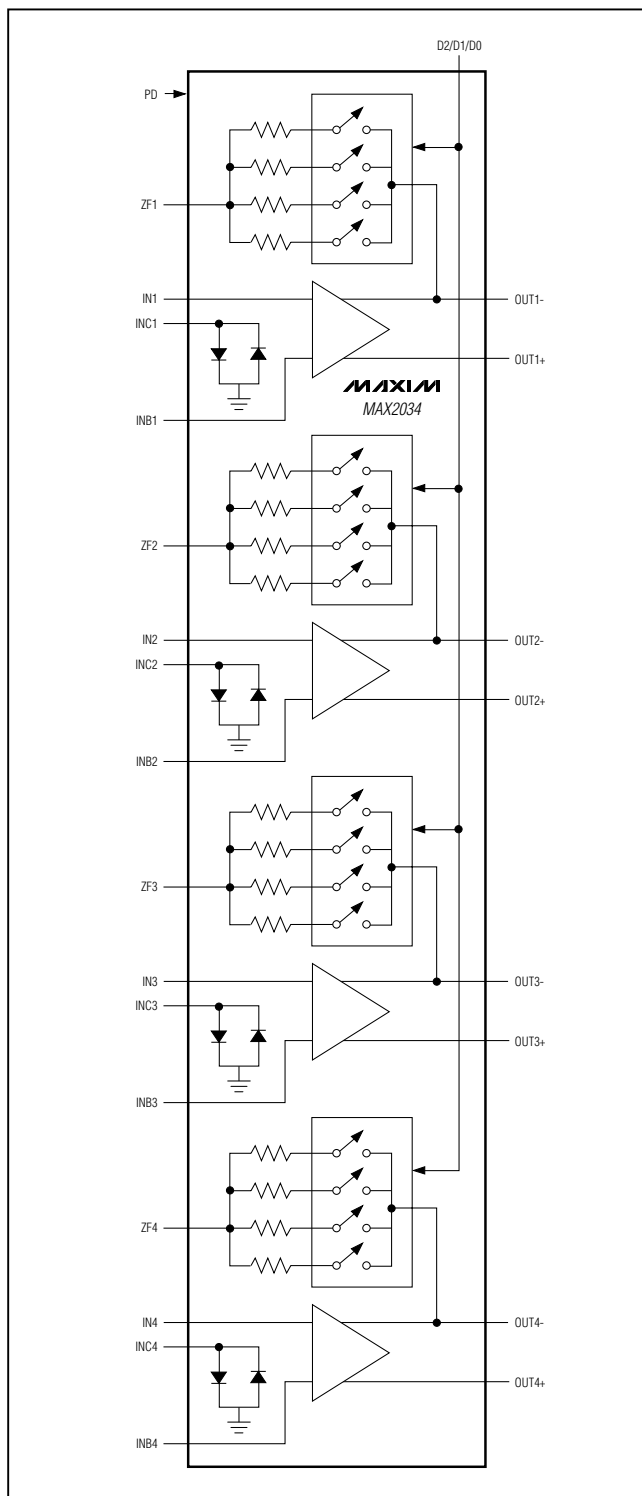 D2/D1/D0
PD
ZF1
IN1
OUT1-
INC1
OUT1+
MAXIM
MAX2034
INB1
ZF2
IN2
OUT2-
INC2
OUT2+
INB2
ZF3
IN3
OUT3-
INC3
OUT3+
INB3
ZF4
IN4
OUT4-
INC4
OUT4+
INB4